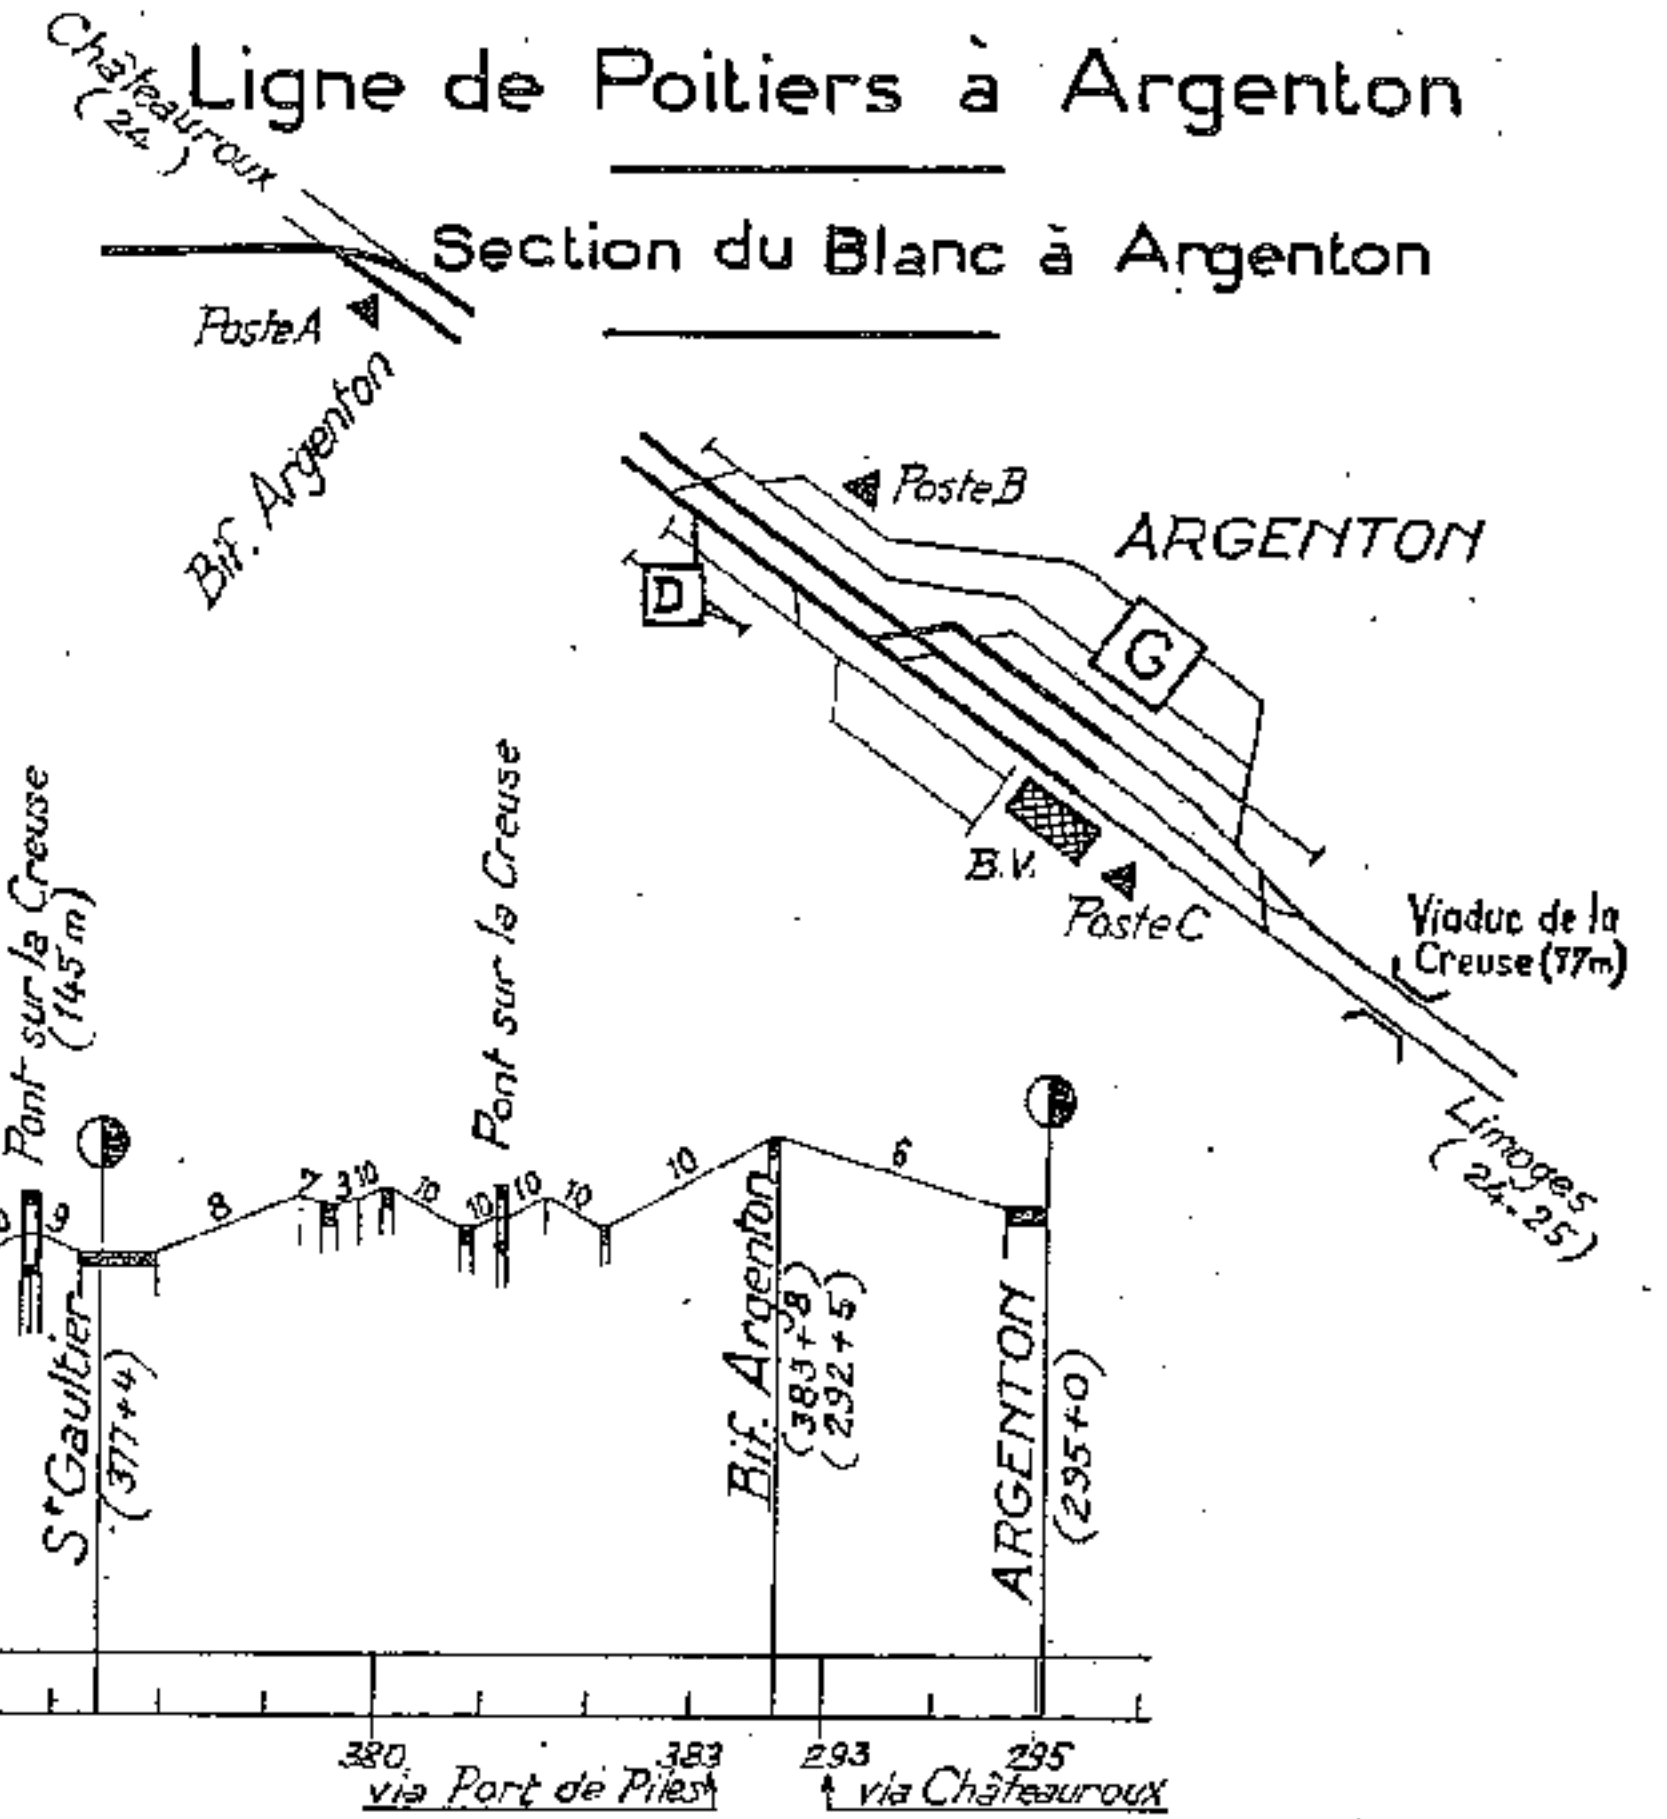 Ligne de Poitiers à Argenton
Châteauroux
(24)
Section du Blanc à Argenton
Poste A
Bif. Argenton
Poste B
ARGENTON
D
G
B.V.
Poste C
Viaduc de la
Creuse (77m)
Limoges
(24-25)
Pont sur la Creuse
(145 m)
Pont sur la Creuse
9
8
2
3
10
10
10
10
10
10
6
St Gaultier
(377+4)
Bif. Argenton
(383+8)
(292+5)
ARGENTON
(295+0)
380
383
293
295
via Port de Piles
via Châteauroux